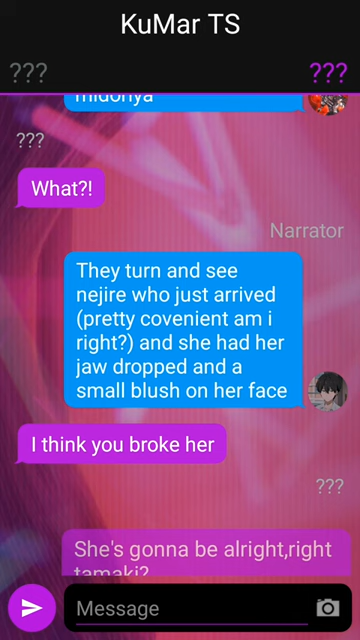 KuMar TS
???
???
midoriya
???
What?!
Narrator
They turn and see
nejire who just arrived
(pretty covenient am i
right?) and she had her
jaw dropped and a
small blush on her face
I think you broke her
???
She's gonna be alright,right
tamaki?
Message